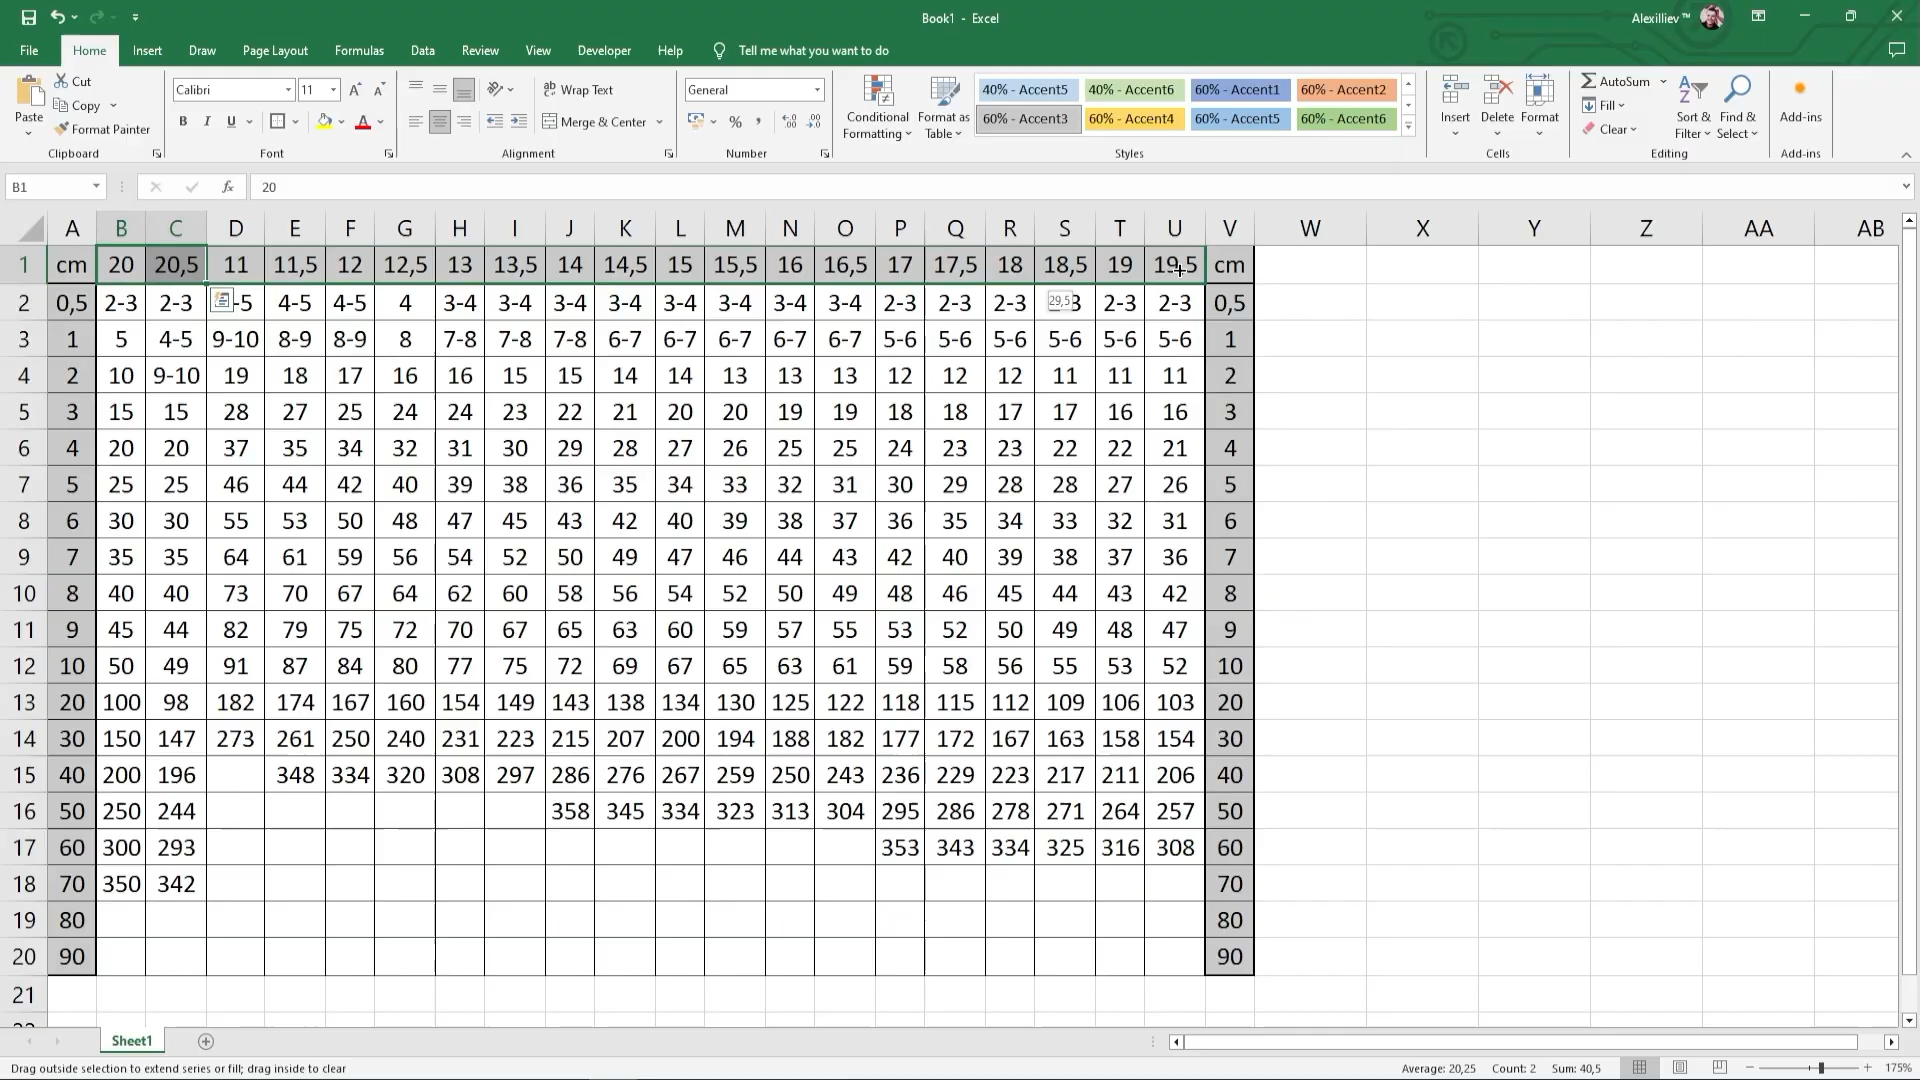 Book1 - Excel
Alexilliev ™
File Home Insert Draw Page Layout Formulas Data Review View Developer Help Tell me what you want to do
Paste
Cut
Copy
Format Painter
Clipboard
Calibri 11
B I U
Font
Wrap Text
Merge & Center
Alignment
General
Number
Conditional Formatting
Format as Table
40% - Accent5 40% - Accent6 60% - Accent1 60% - Accent2
60% - Accent3 60% - Accent4 60% - Accent5 60% - Accent6
Styles
Insert Delete Format
Cells
AutoSum
Fill
Clear
Sort & Filter
Find & Select
Editing
Add-ins
Add-ins
B1 fx 20
A B C D E F G H I J K L M N O P Q R S T U V W X Y Z AA AB
1 cm 20 20,5 11 11,5 12 12,5 13 13,5 14 14,5 15 15,5 16 16,5 17 17,5 18 18,5 19 19,5 cm
2 0,5 2-3 2-3 -5 4-5 4-5 4 3-4 3-4 3-4 3-4 3-4 3-4 3-4 3-4 2-3 2-3 2-3 29,5 3 2-3 2-3 0,5
3 1 5 4-5 9-10 8-9 8-9 8 7-8 7-8 7-8 6-7 6-7 6-7 6-7 6-7 5-6 5-6 5-6 5-6 5-6 5-6 1
4 2 10 9-10 19 18 17 16 16 15 15 14 14 13 13 13 12 12 12 11 11 11 2
5 3 15 15 28 27 25 24 24 23 22 21 20 20 19 19 18 18 17 17 16 16 3
6 4 20 20 37 35 34 32 31 30 29 28 27 26 25 25 24 23 23 22 22 21 4
7 5 25 25 46 44 42 40 39 38 36 35 34 33 32 31 30 29 28 28 27 26 5
8 6 30 30 55 53 50 48 47 45 43 42 40 39 38 37 36 35 34 33 32 31 6
9 7 35 35 64 61 59 56 54 52 50 49 47 46 44 43 42 40 39 38 37 36 7
10 8 40 40 73 70 67 64 62 60 58 56 54 52 50 49 48 46 45 44 43 42 8
11 9 45 44 82 79 75 72 70 67 65 63 60 59 57 55 53 52 50 49 48 47 9
12 10 50 49 91 87 84 80 77 75 72 69 67 65 63 61 59 58 56 55 53 52 10
13 20 100 98 182 174 167 160 154 149 143 138 134 130 125 122 118 115 112 109 106 103 20
14 30 150 147 273 261 250 240 231 223 215 207 200 194 188 182 177 172 167 163 158 154 30
15 40 200 196 348 334 320 308 297 286 276 267 259 250 243 236 229 223 217 211 206 40
16 50 250 244 358 345 334 323 313 304 295 286 278 271 264 257 50
17 60 300 293 353 343 334 325 316 308 60
18 70 350 342 70
19 80 80
20 90 90
21
Sheet1
Drag outside selection to extend series or fill; drag inside to clear
Average: 20,25 Count: 2 Sum: 40,5
175%